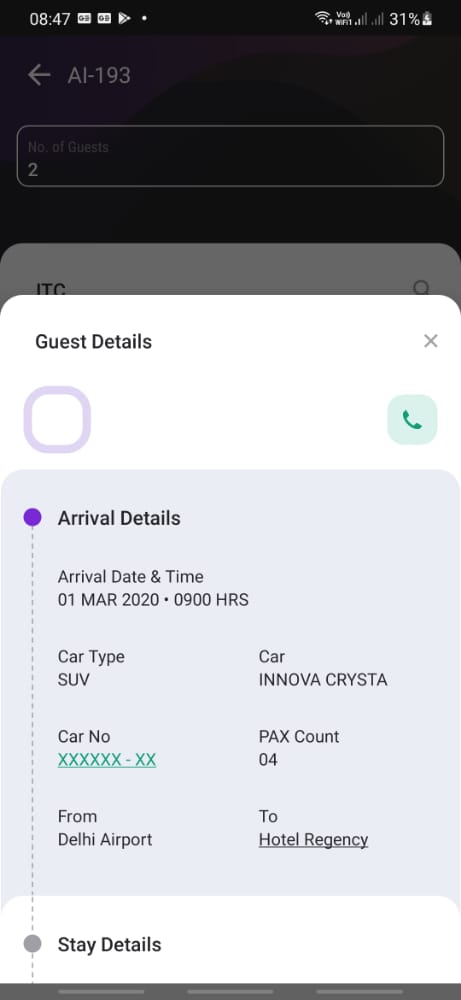 08:47
Vo)) WiFi1
31%
AI-193
No. of Guests
2
ITC
Guest Details
Arrival Details
Arrival Date & Time
01 MAR 2020 • 0900 HRS
Car Type
Car
SUV
INNOVA CRYSTA
Car No
PAX Count
XXXXXX - XX
04
From
To
Delhi Airport
Hotel Regency
Stay Details